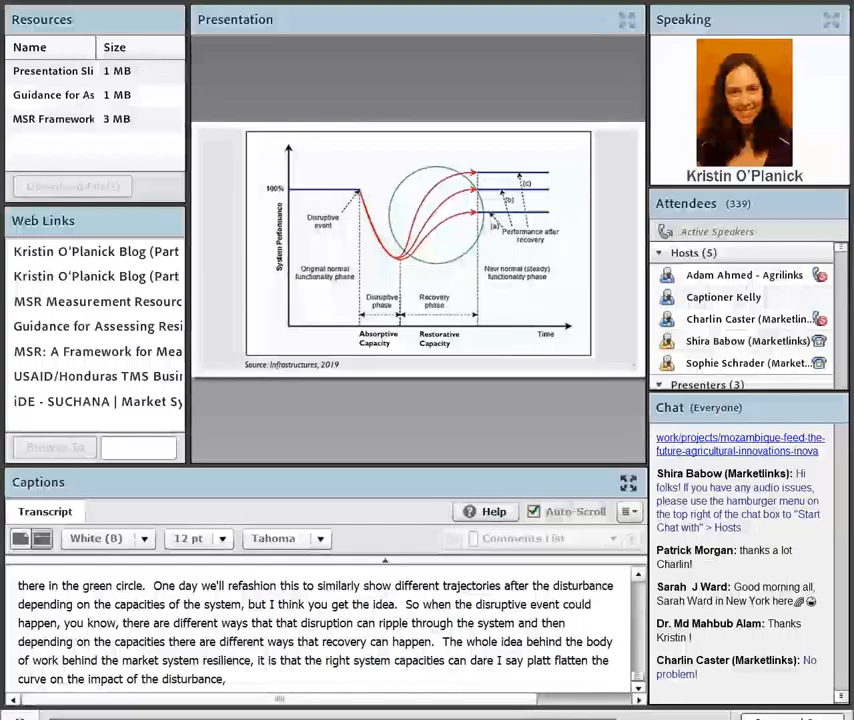 Resources
Name Size
Presentation Sli 1 MB
Guidance for As 1 MB
MSR Framework 3 MB
Download File(s)
Web Links
Kristin O'Planick Blog (Part
Kristin O'Planick Blog (Part
MSR Measurement Resourc
Guidance for Assessing Resi
MSR: A Framework for Mea
USAID/Honduras TMS Busin
iDE - SUCHANA | Market Sy
Browse To
Presentation
100%
System Performance
Disruptive
event
Original normal
functionality phase
Disruptive
phase
Recovery
phase
(a)
(b)
(c)
Performance after
recovery
New normal (steady)
functionality phase
Absorptive
Capacity
Restorative
Capacity
Time
Source: Infrastructures, 2019
Speaking
Kristin O'Planick
Attendees (339)
Active Speakers
Hosts (5)
Adam Ahmed - Agrilinks
Captioner Kelly
Charlin Caster (Marketlin...
Shira Babow (Marketlinks)
Sophie Schrader (Market...
Presenters (3)
Chat (Everyone)
work/projects/mozambique-feed-the-
future-agricultural-innovations-inova
Shira Babow (Marketlinks): Hi
folks! If you have any audio issues,
please use the hamburger menu on
the top right of the chat box to "Start
Chat with" > Hosts
Patrick Morgan: thanks a lot
Charlin!
Sarah J Ward: Good morning all,
Sarah Ward in New York here
Dr. Md Mahbub Alam: Thanks
Kristin !
Charlin Caster (Marketlinks): No
problem!
Captions
Transcript
Help
Auto-Scroll
White (B)
12 pt
Tahoma
Comments List
there in the green circle. One day we'll refashion this to similarly show different trajectories after the disturbance
depending on the capacities of the system, but I think you get the idea. So when the disruptive event could
happen, you know, there are different ways that that disruption can ripple through the system and then
depending on the capacities there are different ways that recovery can happen. The whole idea behind the body
of work behind the market system resilience, it is that the right system capacities can dare I say platt flatten the
curve on the impact of the disturbance,